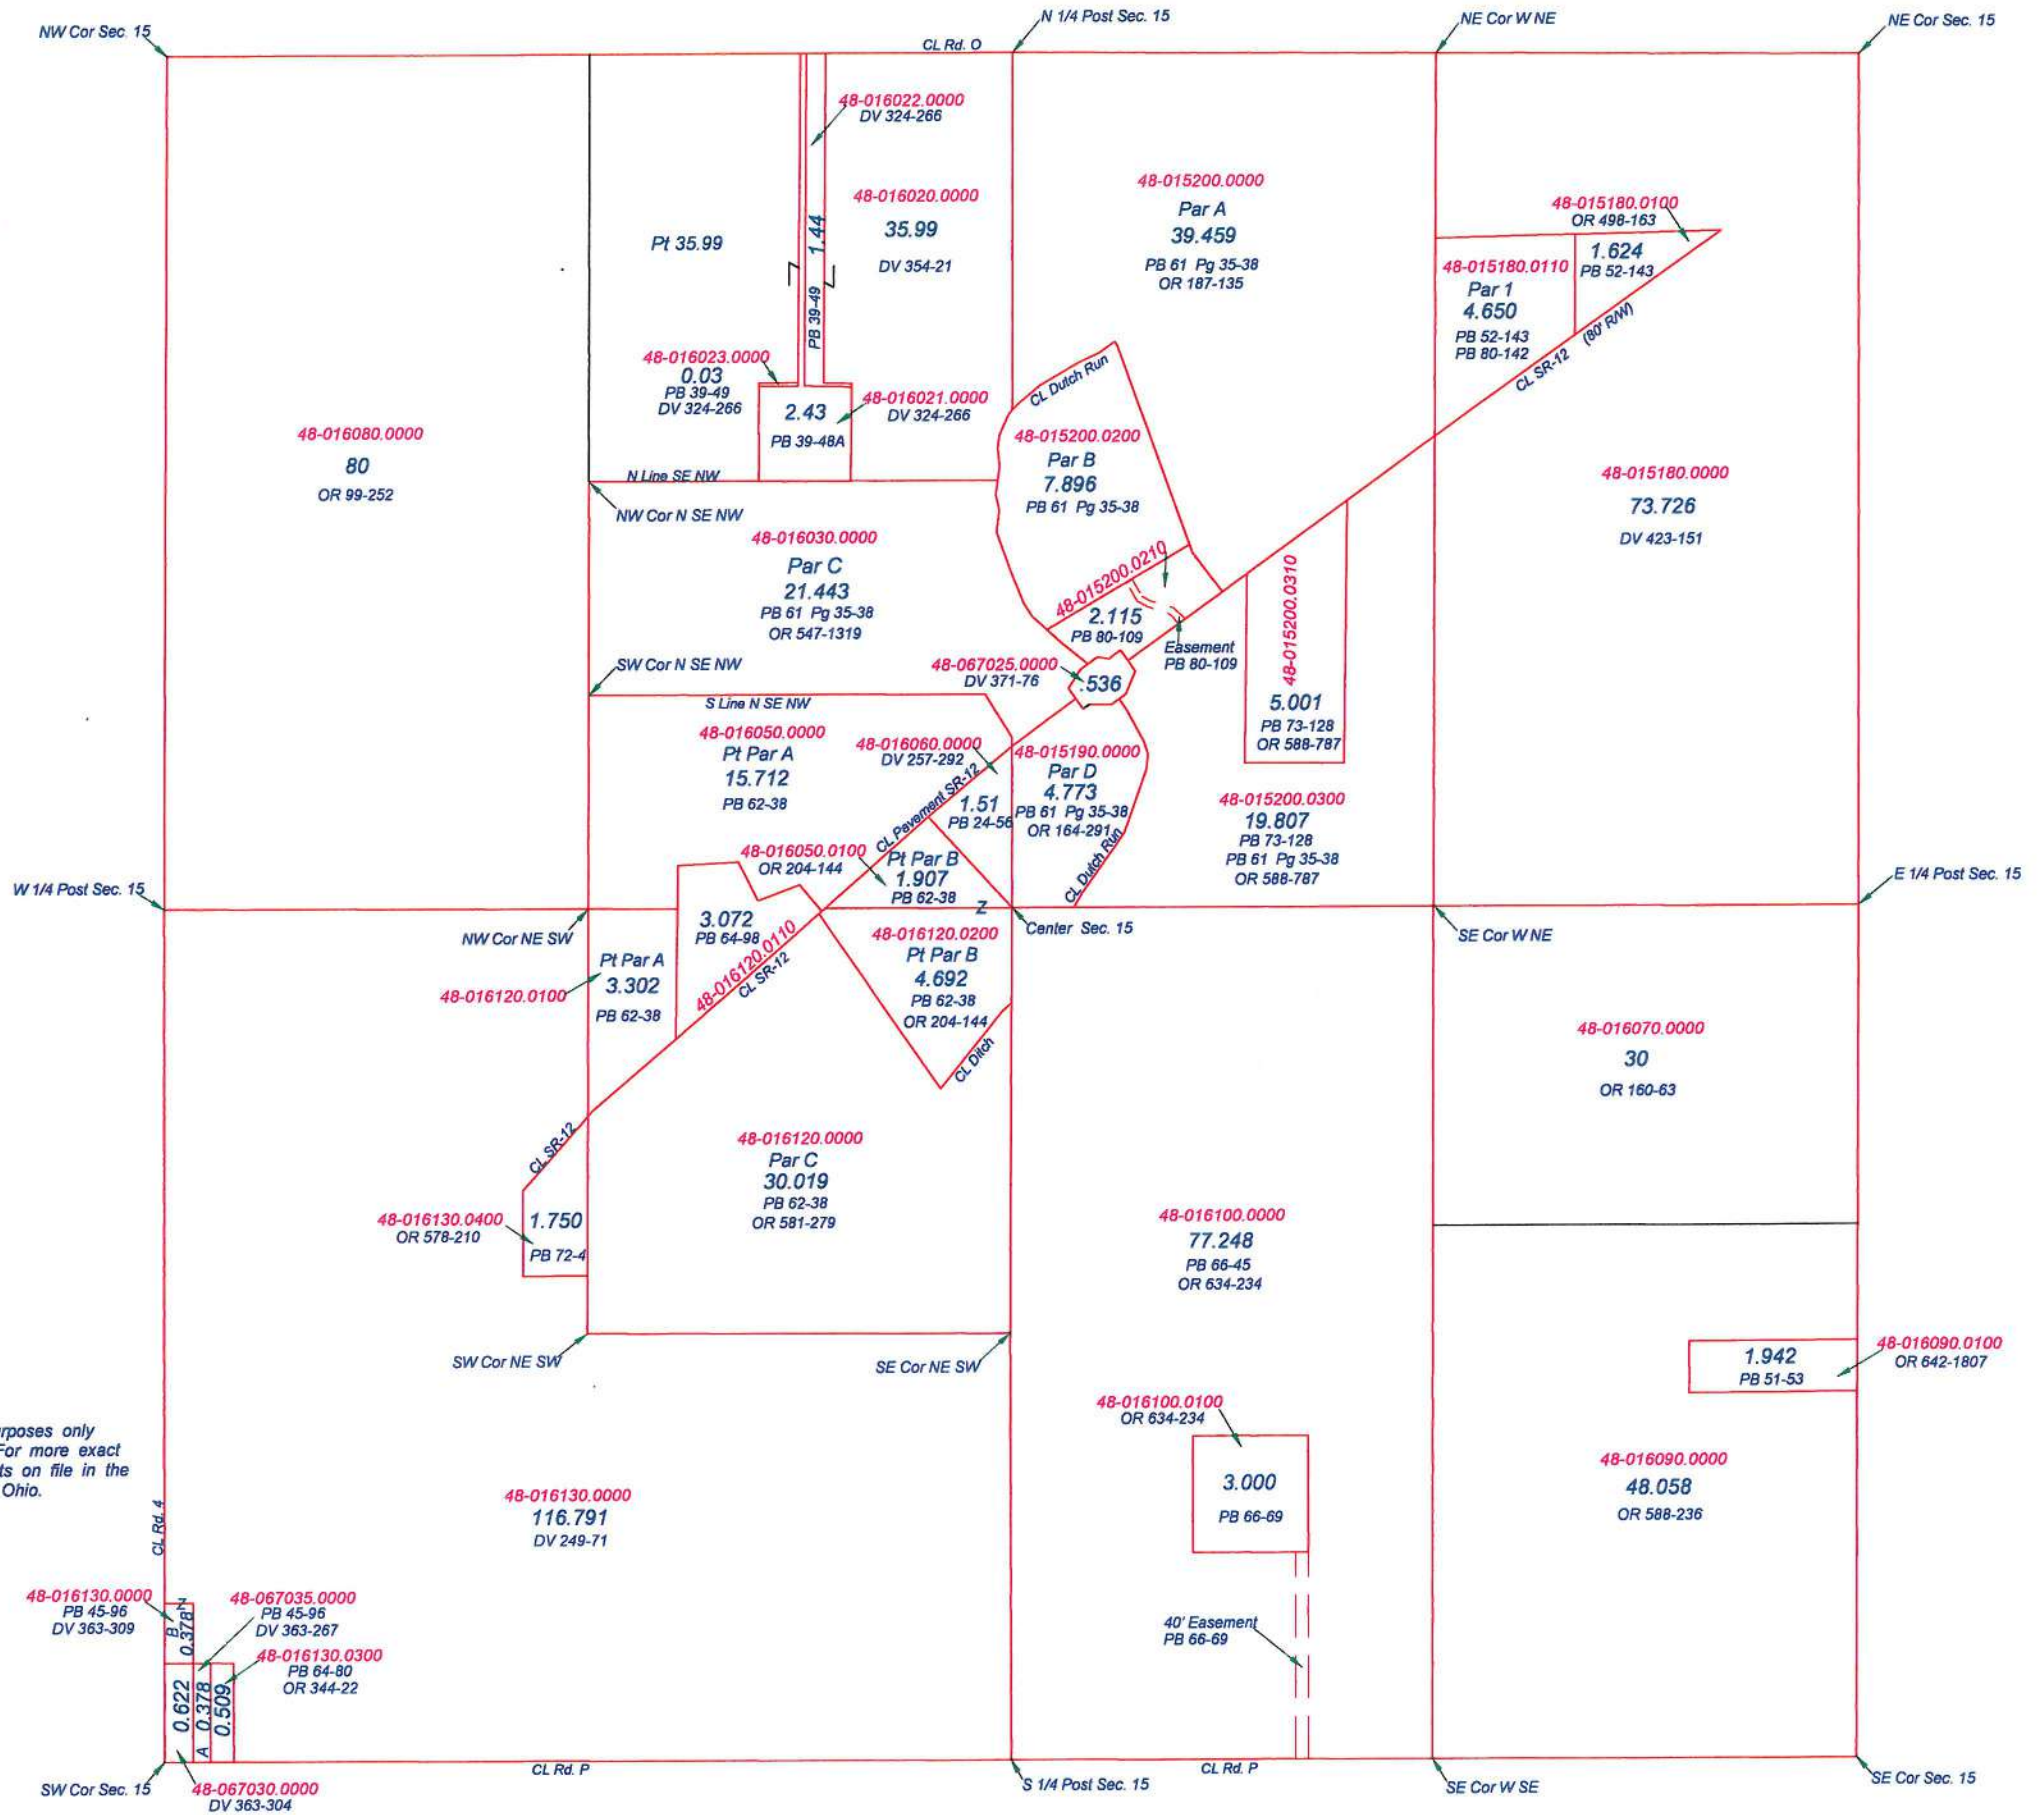 NW Cor Sec. 15
CL Rd. O
N 1/4 Post Sec. 15
NE Cor W NE
NE Cor Sec. 15
48-016022.0000
DV 324-266
48-016020.0000
35.99
DV 354-21
Pt 35.99
1.44
PB 39-49
48-016023.0000
0.03
PB 39-49
DV 324-266
2.43
PB 39-48A
48-016021.0000
DV 324-266
48-015200.0000
Par A
39.459
PB 61 Pg 35-38
OR 187-135
48-015180.0100
OR 498-163
1.624
PB 52-143
48-015180.0110
Par 1
4.650
PB 52-143
PB 80-142
CL SR-12
(80' R/W)
48-016080.0000
80
OR 99-252
N Line SE NW
NW Cor N SE NW
CL Dutch Run
48-015200.0200
Par B
7.896
PB 61 Pg 35-38
48-015180.0000
73.726
DV 423-151
48-016030.0000
Par C
21.443
PB 61 Pg 35-38
OR 547-1319
48-015200.0210
2.115
PB 80-109
Easement
PB 80-109
48-015200.0310
5.001
PB 73-128
OR 588-787
SW Cor N SE NW
S Line N SE NW
48-067025.0000
DV 371-76
.536
48-016050.0000
Pt Par A
15.712
PB 62-38
48-016060.0000
DV 257-292
CL Pavement SR-12
1.51
PB 24-56
48-015190.0000
Par D
4.773
PB 61 Pg 35-38
OR 164-291
CL Dutch Run
48-015200.0300
19.807
PB 73-128
PB 61 Pg 35-38
OR 588-787
48-016050.0100
OR 204-144
Pt Par B
1.907
PB 62-38
Z
W 1/4 Post Sec. 15
E 1/4 Post Sec. 15
NW Cor NE SW
Center Sec. 15
SE Cor W NE
3.072
PB 64-98
48-016120.0110
CL SR-12
Pt Par A
3.302
PB 62-38
48-016120.0100
48-016120.0200
Pt Par B
4.692
PB 62-38
OR 204-144
CL Ditch
48-016070.0000
30
OR 160-63
CL SR-12
48-016120.0000
Par C
30.019
PB 62-38
OR 581-279
48-016130.0400
OR 578-210
1.750
PB 72-4
48-016100.0000
77.248
PB 66-45
OR 634-234
SW Cor NE SW
SE Cor NE SW
1.942
PB 51-53
48-016090.0100
OR 642-1807
48-016100.0100
OR 634-234
3.000
PB 66-69
rposes only
For more exact
ts on file in the
Ohio.
48-016090.0000
48.058
OR 588-236
48-016130.0000
116.791
DV 249-71
CL Rd. 4
48-016130.0000
PB 45-96
DV 363-309
B
0.378
Z
48-067035.0000
PB 45-96
DV 363-267
48-016130.0300
PB 64-80
OR 344-22
0.622
A 0.378
0.509
40' Easement
PB 66-69
SW Cor Sec. 15
48-067030.0000
DV 363-304
CL Rd. P
S 1/4 Post Sec. 15
CL Rd. P
SE Cor W SE
SE Cor Sec. 15